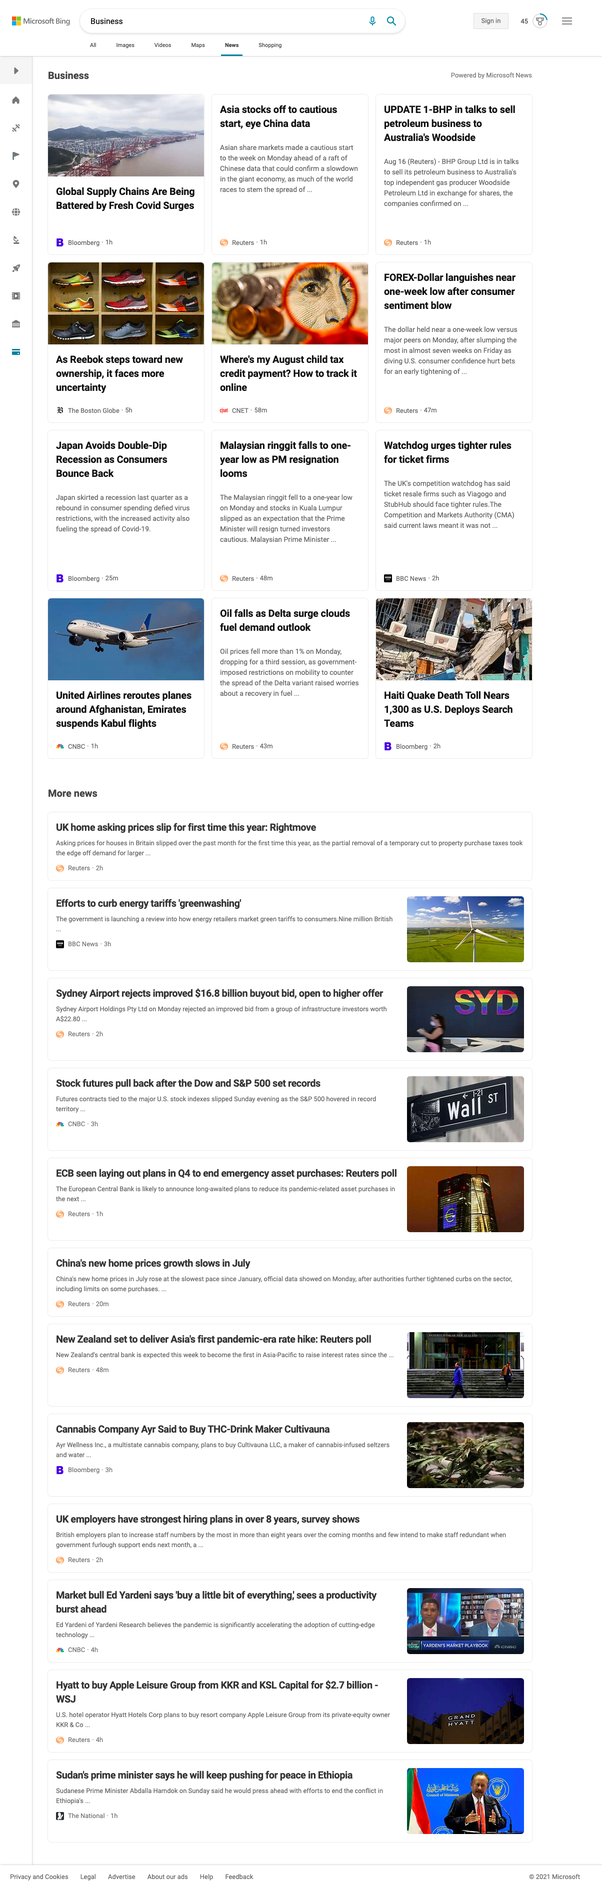 Microsoft Bing
Business
Sign in
45
All
Images
Videos
Maps
News
Shopping
Business
Powered by Microsoft News
Global Supply Chains Are Being
Battered by Fresh Covid Surges
Bloomberg · 1h
Asia stocks off to cautious
start, eye China data
Asian share markets made a cautious start
to the week on Monday ahead of a raft of
Chinese data that could confirm a slowdown
in the giant economy, as much of the world
races to stem the spread of ...
Reuters · 1h
UPDATE 1-BHP in talks to sell
petroleum business to
Australia's Woodside
Aug 16 (Reuters) - BHP Group Ltd is in talks
to sell its petroleum business to Australia's
top independent gas producer Woodside
Petroleum Ltd in exchange for shares, the
companies confirmed on ...
Reuters · 1h
As Reebok steps toward new
ownership, it faces more
uncertainty
The Boston Globe · 5h
Where's my August child tax
credit payment? How to track it
online
CNET · 58m
FOREX-Dollar languishes near
one-week low after consumer
sentiment blow
The dollar held near a one-week low versus
major peers on Monday, after slumping the
most in almost seven weeks on Friday as
diving U.S. consumer confidence hurt bets
for an early tightening of ...
Reuters · 47m
Japan Avoids Double-Dip
Recession as Consumers
Bounce Back
Japan skirted a recession last quarter as a
rebound in consumer spending defied virus
restrictions, with the increased activity also
fueling the spread of Covid-19.
Bloomberg · 25m
Malaysian ringgit falls to one-
year low as PM resignation
looms
The Malaysian ringgit fell to a one-year low
on Monday and stocks in Kuala Lumpur
slipped as an expectation that the Prime
Minister will resign turned investors
cautious. Malaysian Prime Minister ...
Reuters · 48m
Watchdog urges tighter rules
for ticket firms
The UK's competition watchdog has said
ticket resale firms such as Viagogo and
StubHub should face tighter rules.The
Competition and Markets Authority (CMA)
said current laws meant it was not ...
BBC News · 2h
United Airlines reroutes planes
around Afghanistan, Emirates
suspends Kabul flights
CNBC · 1h
Oil falls as Delta surge clouds
fuel demand outlook
Oil prices fell more than 1% on Monday,
dropping for a third session, as government-
imposed restrictions on mobility to counter
the spread of the Delta variant raised worries
about a recovery in fuel ...
Reuters · 43m
Haiti Quake Death Toll Nears
1,300 as U.S. Deploys Search
Teams
Bloomberg · 2h
More news
UK home asking prices slip for first time this year: Rightmove
Asking prices for houses in Britain slipped over the past month for the first time this year, as the partial removal of a temporary cut to property purchase taxes took
the edge off demand for larger ...
Reuters · 2h
Efforts to curb energy tariffs 'greenwashing'
The government is launching a review into how energy retailers market green tariffs to consumers.Nine million British
...
BBC News · 3h
Sydney Airport rejects improved $16.8 billion buyout bid, open to higher offer
Sydney Airport Holdings Pty Ltd on Monday rejected an improved bid from a group of infrastructure investors worth
A$22.80 ...
Reuters · 2h
SYD
Stock futures pull back after the Dow and S&P 500 set records
Futures contracts tied to the major U.S. stock indexes slipped Sunday evening as the S&P 500 hovered in record
territory ...
CNBC · 3h
← 1-21
Wall ST
ECB seen laying out plans in Q4 to end emergency asset purchases: Reuters poll
The European Central Bank is likely to announce long-awaited plans to reduce its pandemic-related asset purchases in
the next ...
Reuters · 1h
China's new home prices growth slows in July
China's new home prices in July rose at the slowest pace since January, official data showed on Monday, after authorities further tightened curbs on the sector,
including limits on some purchases. ...
Reuters · 20m
New Zealand set to deliver Asia's first pandemic-era rate hike: Reuters poll
New Zealand's central bank is expected this week to become the first in Asia-Pacific to raise interest rates since the ...
Reuters · 48m
Cannabis Company Ayr Said to Buy THC-Drink Maker Cultivauna
Ayr Wellness Inc., a multistate cannabis company, plans to buy Cultivauna LLC, a maker of cannabis-infused seltzers
and water ...
Bloomberg · 3h
UK employers have strongest hiring plans in over 8 years, survey shows
British employers plan to increase staff numbers by the most in more than eight years over the coming months and few intend to make staff redundant when
government furlough support ends next month, a ...
Reuters · 2h
Market bull Ed Yardeni says 'buy a little bit of everything,' sees a productivity
burst ahead
Ed Yardeni of Yardeni Research believes the pandemic is significantly accelerating the adoption of cutting-edge
technology ...
CNBC · 4h
YARDENI'S MARKET PLAYBOOK
Hyatt to buy Apple Leisure Group from KKR and KSL Capital for $2.7 billion -
WSJ
U.S. hotel operator Hyatt Hotels Corp plans to buy resort company Apple Leisure Group from its private-equity owner
KKR & Co ...
Reuters · 4h
GRAND
HYATT
Sudan's prime minister says he will keep pushing for peace in Ethiopia
Sudanese Prime Minister Abdalla Hamdok on Sunday said he would press ahead with efforts to end the conflict in
Ethiopia's ...
The National · 1h
Privacy and Cookies
Legal
Advertise
About our ads
Help
Feedback
© 2021 Microsoft